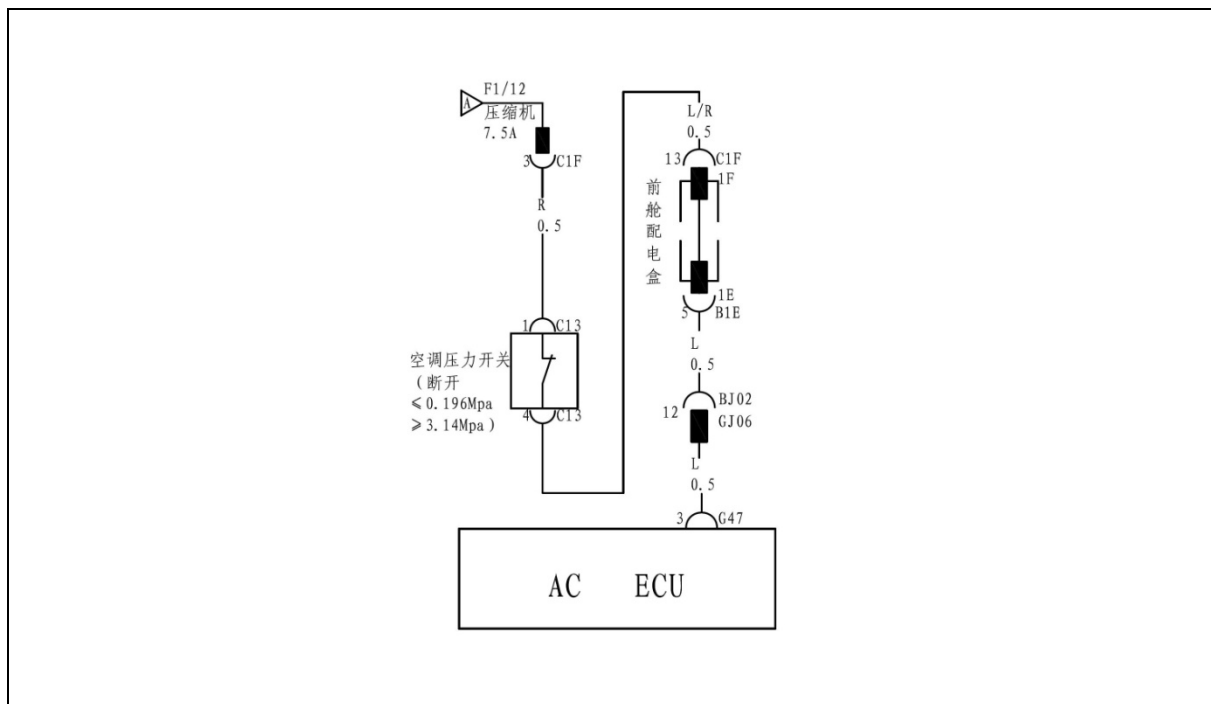 A
F1/12
压缩机
7.5A
3 C1F
R
0.5
1 C13
空调压力开关
(断开
≤0.196Mpa
≥3.14Mpa)
4 C13
L/R
0.5
13 C1F
1F
前舱配电盒
1E
5 B1E
L
0.5
BJ02
12
GJ06
L
0.5
3 G47
AC ECU